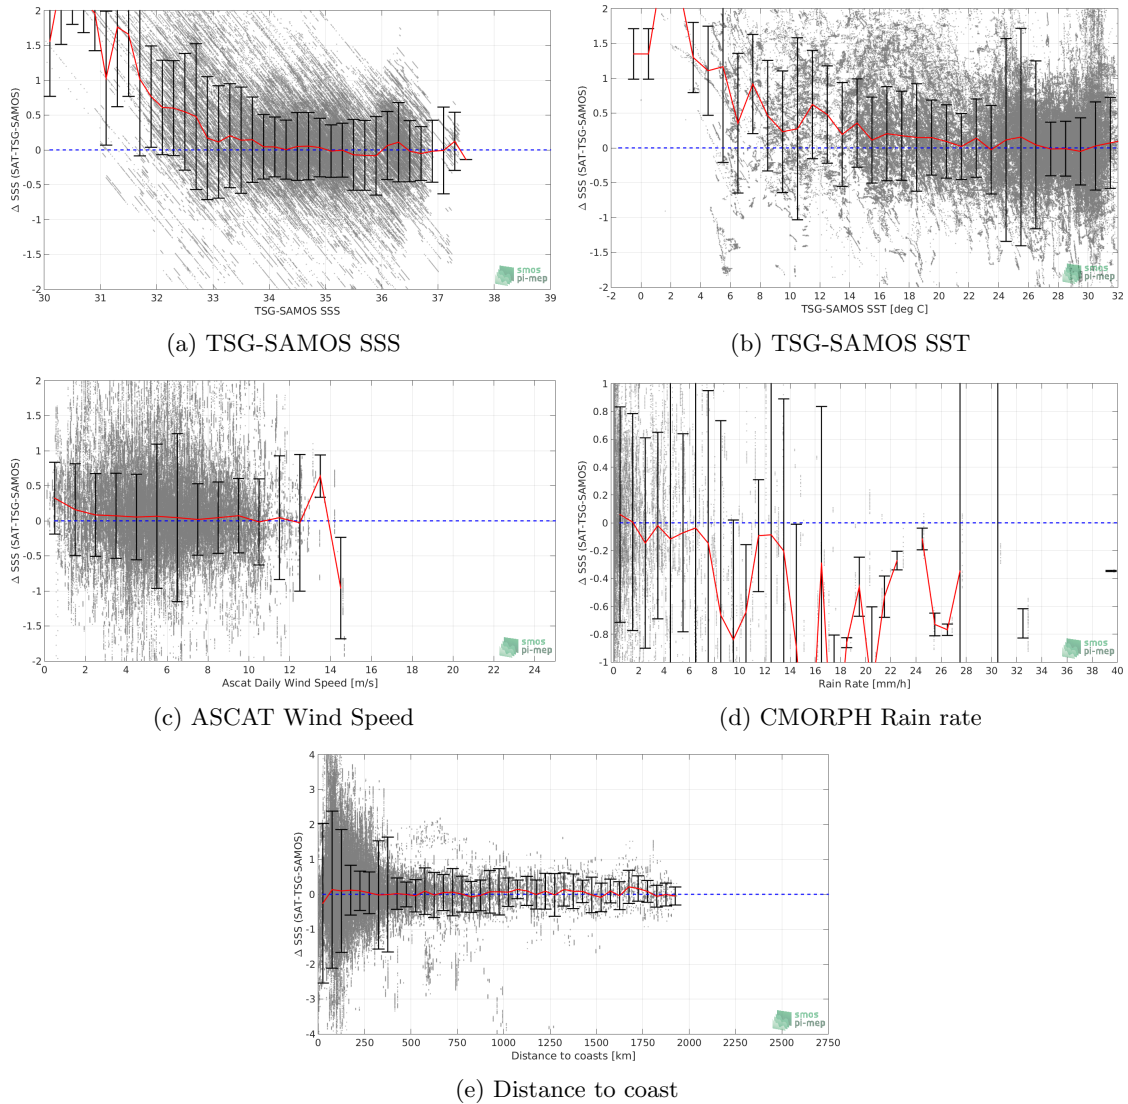 2
1.5
1
0.5
0
-0.5
-1
-1.5
-2
Δ SSS (SAT-TSG-SAMOS)
30 31 32 33 34 35 36 37 38 39
TSG-SAMOS SSS
smos
pi-mep
(a) TSG-SAMOS SSS
2
1.5
1
0.5
0
-0.5
-1
-1.5
-2
Δ SSS (SAT-TSG-SAMOS)
-2 0 2 4 6 8 10 12 14 16 18 20 22 24 26 28 30 32
TSG-SAMOS SST [deg C]
smos
pi-mep
(b) TSG-SAMOS SST
2
1.5
1
0.5
0
-0.5
-1
-1.5
-2
Δ SSS (SAT-TSG-SAMOS)
0 2 4 6 8 10 12 14 16 18 20 22 24
Ascat Daily Wind Speed [m/s]
smos
pi-mep
(c) ASCAT Wind Speed
1
0.8
0.6
0.4
0.2
0
-0.2
-0.4
-0.6
-0.8
-1
Δ SSS (SAT-TSG-SAMOS)
0 2 4 6 8 10 12 14 16 18 20 22 24 26 28 30 32 34 36 38 40
Rain Rate [mm/h]
smos
pi-mep
(d) CMORPH Rain rate
4
3
2
1
0
-1
-2
-3
-4
Δ SSS (SAT-TSG-SAMOS)
0 250 500 750 1000 1250 1500 1750 2000 2250 2500 2750
Distance to coasts [km]
smos
pi-mep
(e) Distance to coast